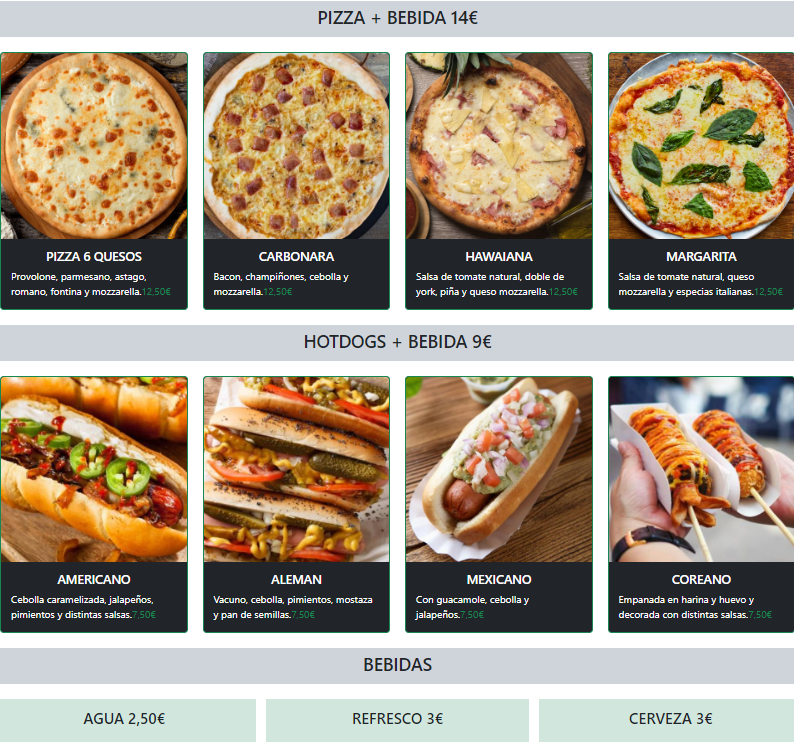 PIZZA + BEBIDA 14€
PIZZA 6 QUESOS
Provolone, parmesano, astago,
romano, fontina y mozzarella.12,50€
CARBONARA
Bacon, champiñones, cebolla y
mozzarella.12,50€
HAWAIANA
Salsa de tomate natural, doble de
york, piña y queso mozzarella.12,50€
MARGARITA
Salsa de tomate natural, queso
mozzarella y especias italianas.12,50€
HOTDOGS + BEBIDA 9€
AMERICANO
Cebolla caramelizada, jalapeños,
pimientos y distintas salsas.7,50€
ALEMAN
Vacuno, cebolla, pimientos, mostaza
y pan de semillas.7,50€
MEXICANO
Con guacamole, cebolla y
jalapeños.7,50€
COREANO
Empanada en harina y huevo y
decorada con distintas salsas.7,50€
BEBIDAS
AGUA 2,50€
REFRESCO 3€
CERVEZA 3€